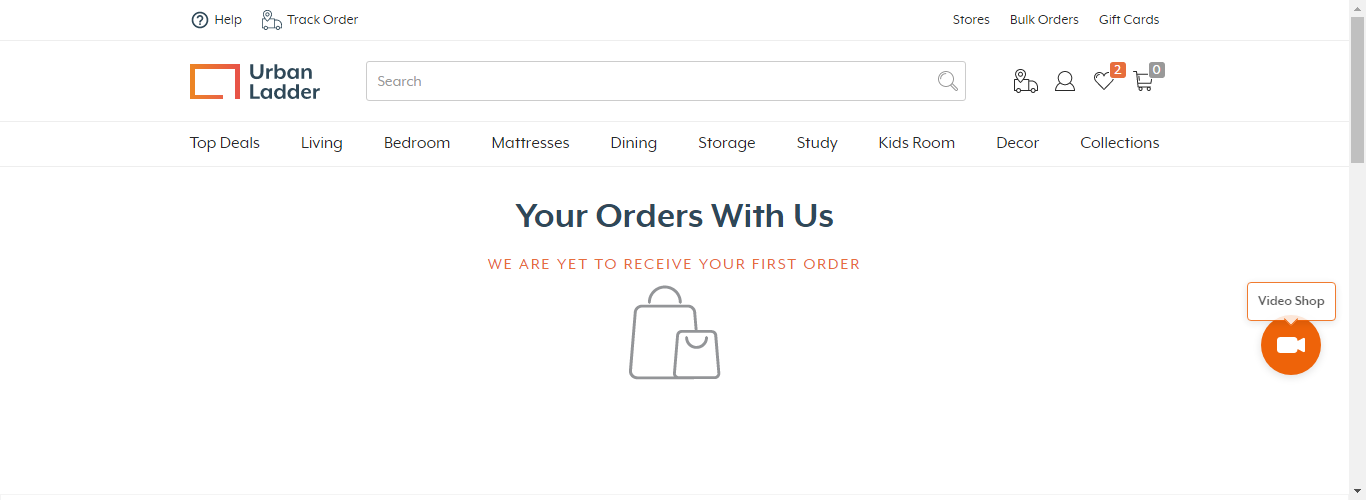 Help Track Order Stores Bulk Orders Gift Cards
Urban
Ladder
Search
2
0
Top Deals Living Bedroom Mattresses Dining Storage Study Kids Room Decor Collections
Your Orders With Us
WE ARE YET TO RECEIVE YOUR FIRST ORDER
Video Shop